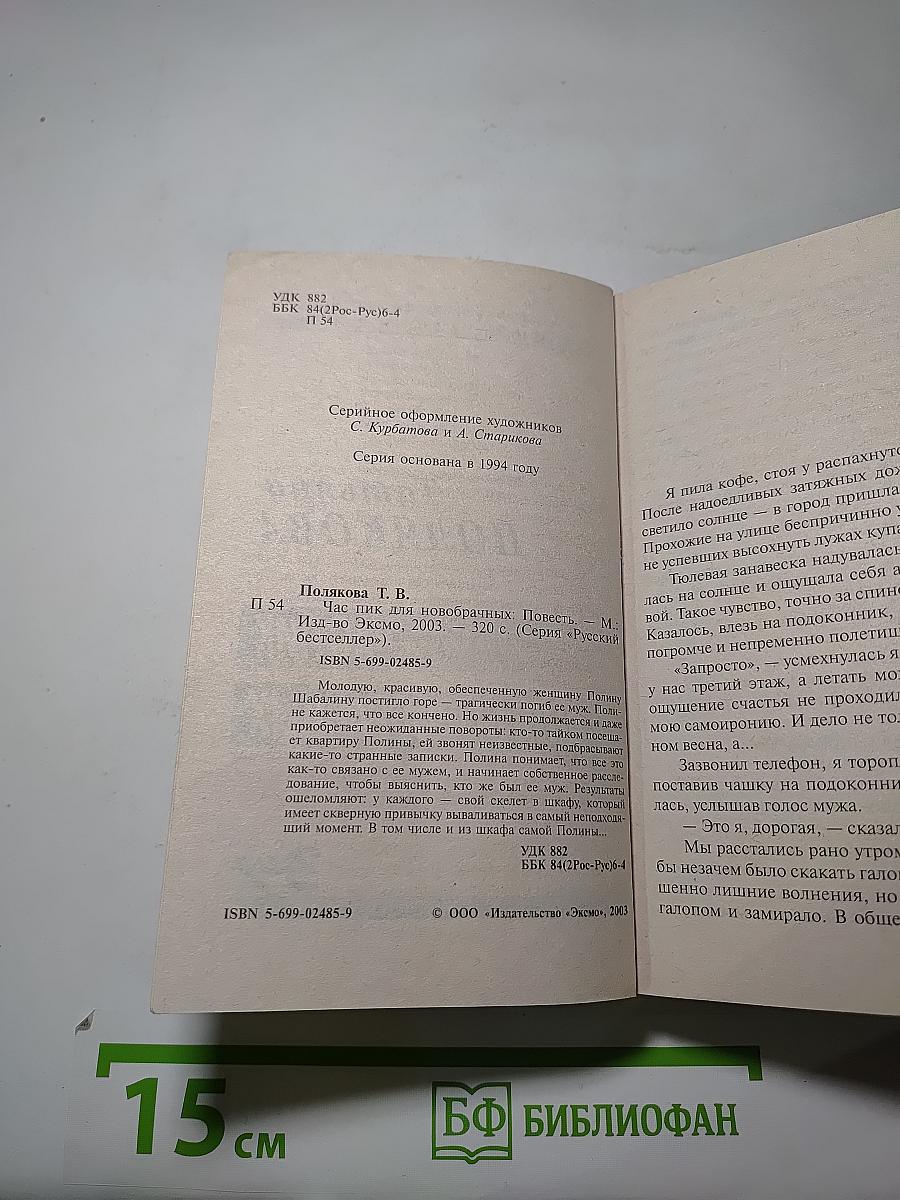 УДК 882
ББК 84(2Рос-Рус)6-4
П 54
Серийное оформление художников
С. Курбатова и А. Старикова
Серия основана в 1994 году
Полякова Т. В.
П 54 Час пик для новобрачных: Повесть. — М.:
Изд-во Эксмо, 2003. — 320 с. (Серия «Русский
бестселлер»).
ISBN 5-699-02485-9
Молодую, красивую, обеспеченную женщину Полину
Шабалину постигло горе — трагически погиб ее муж. Поли-
не кажется, что все кончено. Но жизнь продолжается и даже
приобретает неожиданные повороты: кто-то тайком посеща-
ет квартиру Полины, ей звонят неизвестные, подбрасывают
какие-то странные записки. Полина понимает, что все это
как-то связано с ее мужем, и начинает собственное рассле-
дование, чтобы выяснить, кто же был ее муж. Результаты
ошеломляют: у каждого — свой скелет в шкафу, который
имеет скверную привычку вываливаться в самый неподходя-
щий момент. В том числе и из шкафа самой Полины...
УДК 882
ББК 84(2Рос-Рус)6-4
ISBN 5-699-02485-9 © ООО «Издательство «Эксмо», 2003
Я пила кофе, стоя у распахнуто
После надоедливых затяжных дож
светило солнце — в город пришла
Прохожие на улице беспричинно у
не успевших высохнуть лужах купа
Тюлевая занавеска надувалась
лась на солнце и ощущала себя а
вой. Такое чувство, точно за спино
Казалось, влезь на подоконник,
погромче и непременно полетиш
«Запросто», — усмехнулась я
у нас третий этаж, а летать мо
ощущение счастья не проходил
мою самоиронию. И дело не тол
ном весна, а...
Зазвонил телефон, я тороп
поставив чашку на подоконни
лась, услышав голос мужа.
— Это я, дорогая, — сказал
Мы расстались рано утром
бы незачем было скакать гало
шенно лишние волнения, но
галопом и замирало. В обще
15 см
БФ БИБЛИОФАН